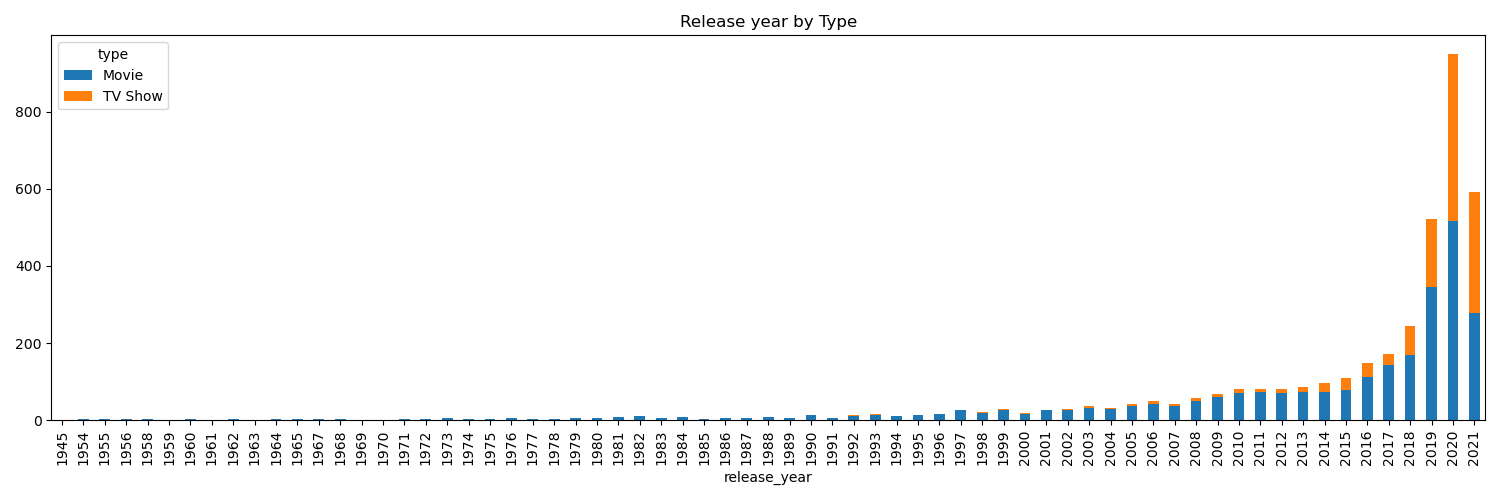 Release year by Type
type
Movie
TV Show
800
600
400
200
0
1945 1954 1955 1956 1958 1959 1960 1961 1962 1963 1964 1965 1967 1968 1969 1970 1971 1972 1973 1974 1975 1976 1977 1978 1979 1980 1981 1982 1983 1984 1985 1986 1987 1988 1989 1990 1991 1992 1993 1994 1995 1996 1997 1998 1999 2000 2001 2002 2003 2004 2005 2006 2007 2008 2009 2010 2011 2012 2013 2014 2015 2016 2017 2018 2019 2020 2021
release_year